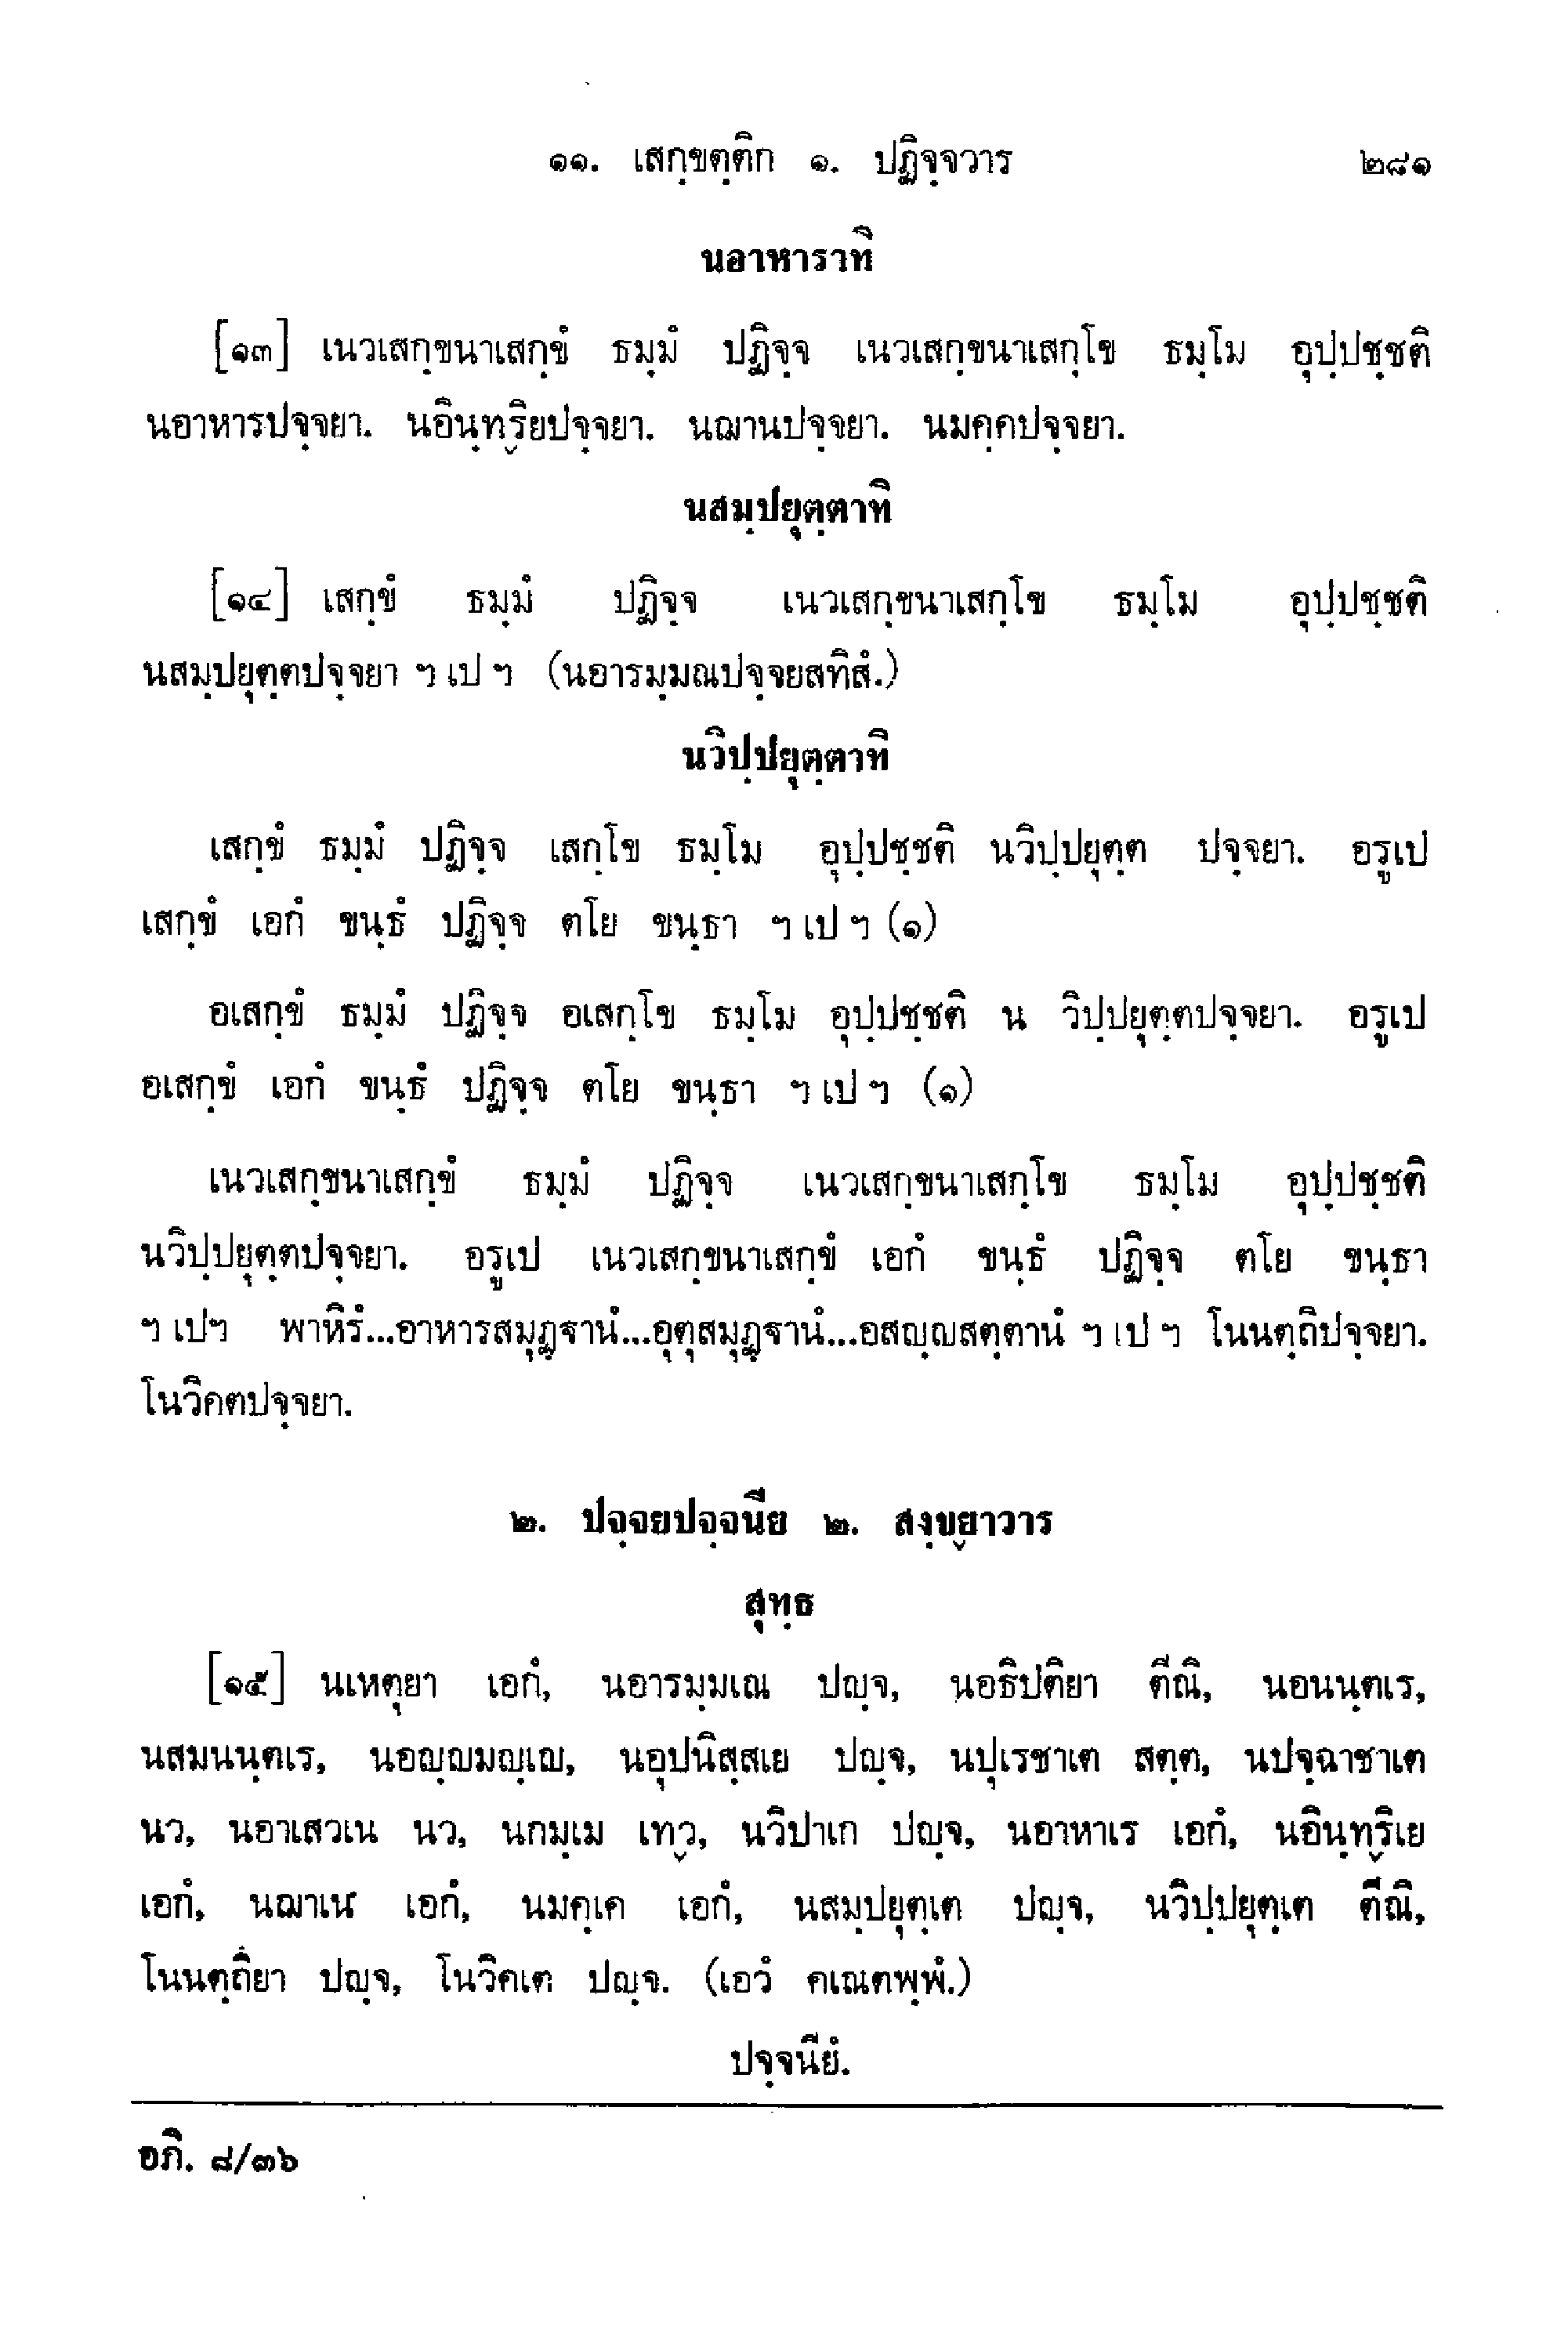 ๑๑. เสกฺขตฺติก ๑. ปฏิจฺจวาร ๒๘๑
นอาหาราทิ
[๑๓] เนวเสกฺขนาเสกฺขํ ธมฺมํ ปฏิจฺจ เนวเสกฺขนาเสกฺโข ธมฺโม อุปฺปชฺชติ
นอาหารปจฺจยา. นอินฺทฺริยปจฺจยา. นฌานปจฺจยา. นมคฺคปจฺจยา.
นสมฺปยุตฺตาทิ
[๑๔] เสกฺขํ ธมฺมํ ปฏิจฺจ เนวเสกฺขนาเสกฺโข ธมฺโม อุปฺปชฺชติ
นสมฺปยุตฺตปจฺจยา ฯ เป ฯ (นอารมฺมณปจฺจยสทิสํ.)
นวิปฺปยุตฺตาทิ
เสกฺขํ ธมฺมํ ปฏิจฺจ เสกฺโข ธมฺโม อุปฺปชฺชติ นวิปฺปยุตฺต ปจฺจยา. อรูเป
เสกฺขํ เอกํ ขนฺธํ ปฏิจฺจ ตโย ขนฺธา ฯ เป ฯ (๑)
อเสกฺขํ ธมฺมํ ปฏิจฺจ อเสกฺโข ธมฺโม อุปฺปชฺชติ น วิปฺปยุตฺตปจฺจยา. อรูเป
อเสกฺขํ เอกํ ขนฺธํ ปฏิจฺจ ตโย ขนฺธา ฯ เป ฯ (๑)
เนวเสกฺขนาเสกฺขํ ธมฺมํ ปฏิจฺจ เนวเสกฺขนาเสกฺโข ธมฺโม อุปฺปชฺชติ
นวิปฺปยุตฺตปจฺจยา. อรูเป เนวเสกฺขนาเสกฺขํ เอกํ ขนฺธํ ปฏิจฺจ ตโย ขนฺธา
ฯ เปฯ พาหิรํ...อาหารสมุฏฺฐานํ...อุตุสมุฏฺฐานํ...อสญฺญสตฺตานํ ฯ เป ฯ โนนตฺถิปจฺจยา.
โนวิคตปจฺจยา.
๒. ปจฺจยปจฺจนีย ๒. สงฺขฺยาวาร
สุทฺธ
[๑๕] นเหตุยา เอกํ, นอารมฺมเณ ปญฺจ, นอธิปติยา ตีณิ, นอนนฺตเร,
นสมนนฺตเร, นอญฺญมญฺเญ, นอุปนิสฺสเย ปญฺจ, นปุเรชาเต สตฺต, นปจฺฉาชาเต
นว, นอาเสวเน นว, นกมฺเม เทฺว, นวิปาเก ปญฺจ, นอาหาเร เอกํ, นอินฺทฺริเย
เอกํ, นฌาเน เอกํ, นมคฺเค เอกํ, นสมฺปยุตฺเต ปญฺจ, นวิปฺปยุตฺเต ตีณิ,
โนนตฺถิยา ปญฺจ, โนวิคเต ปญฺจ. (เอวํ คเณตพฺพํ.)
ปจฺจนียํ.
อภิ. ๘/๓๖